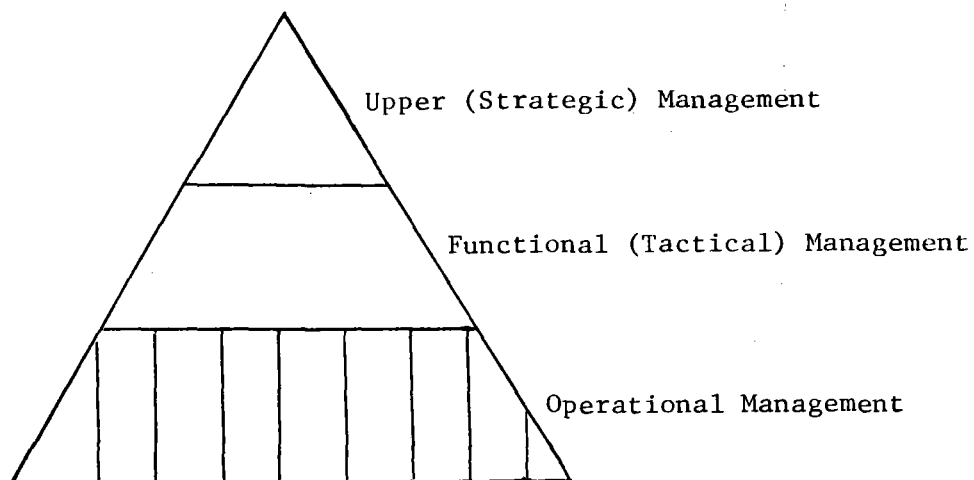 Upper (Strategic) Management
Functional (Tactical) Management
Operational Management